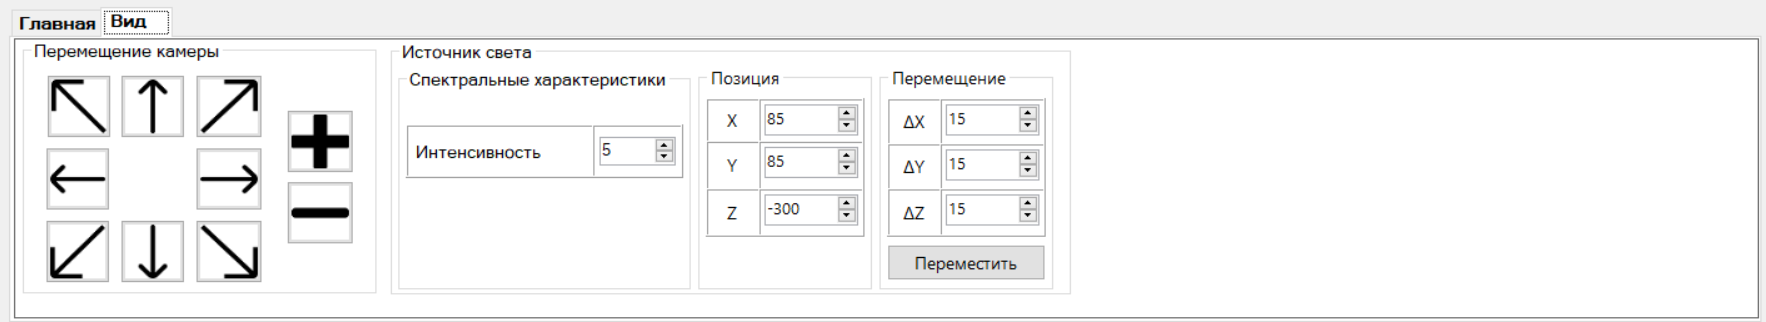 Главная Вид
Перемещение камеры
Источник света
Спектральные характеристики
Интенсивность 5
Позиция
X 85
Y 85
Z -300
Перемещение
ΔX 15
ΔY 15
ΔZ 15
Переместить